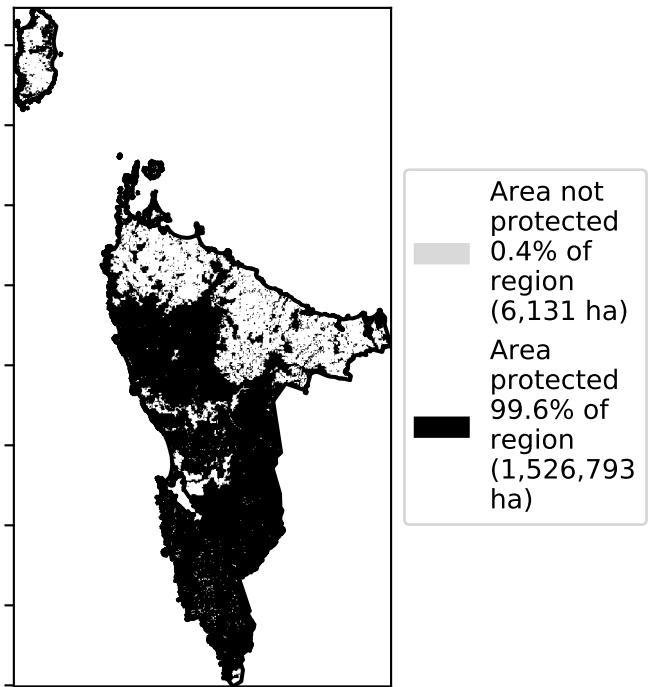 Area not
protected
0.4% of
region
(6,131 ha)
Area
protected
99.6% of
region
(1,526,793
ha)